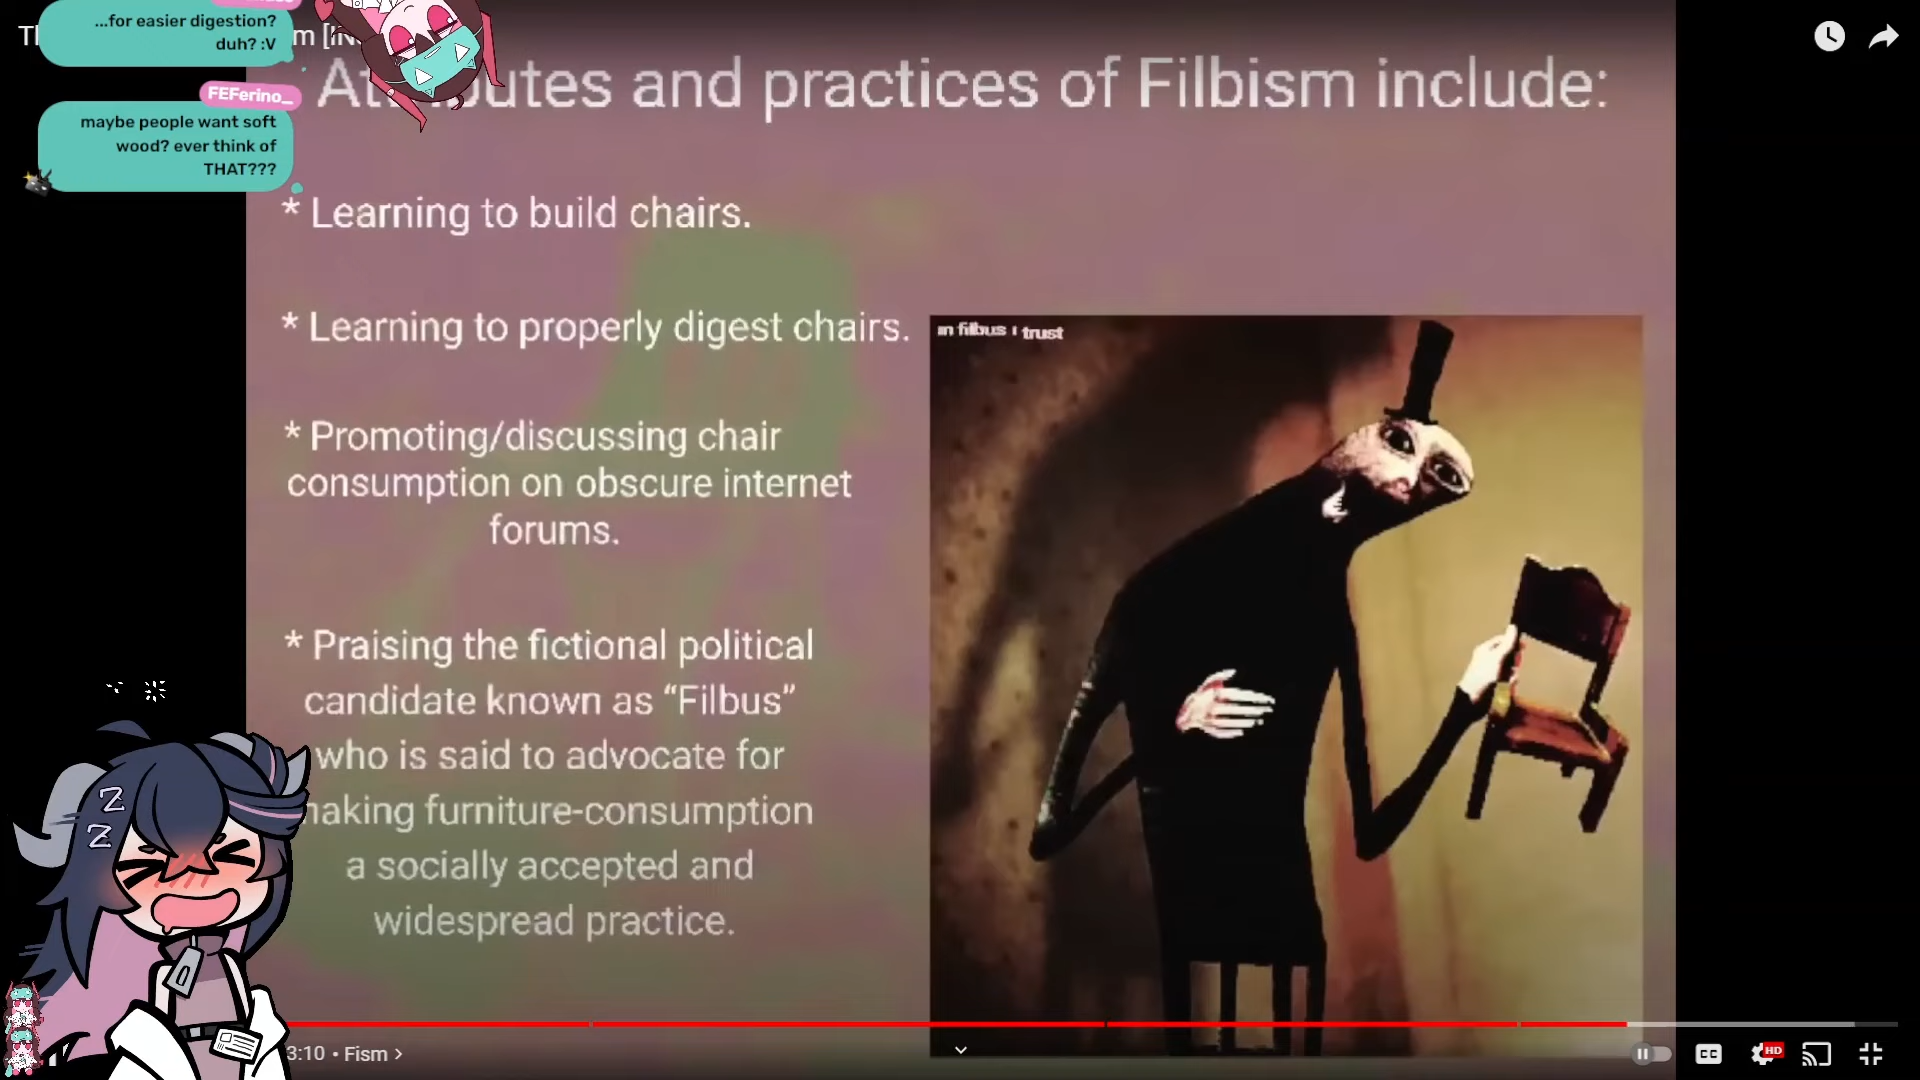 ...for easier digestion?
duh? :V
FEFerino_
maybe people want soft
wood? ever think of
THAT???
Attributes and practices of Filbism include:
* Learning to build chairs.
* Learning to properly digest chairs.
* Promoting/discussing chair
consumption on obscure internet
forums.
* Praising the fictional political
candidate known as “Filbus”
who is said to advocate for
making furniture-consumption
a socially accepted and
widespread practice.
in filbus i trust
Z
Z
3:10 • Fism >
CC
HD